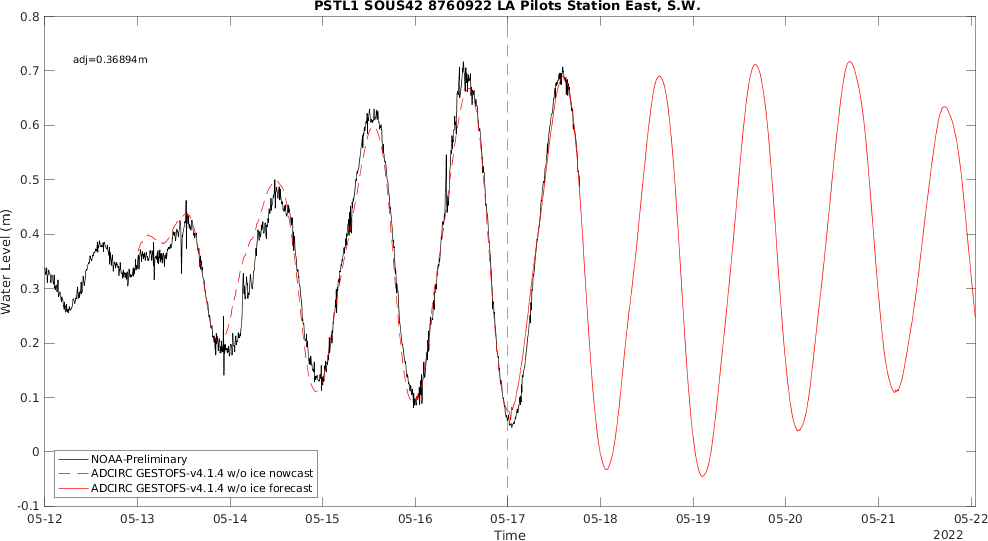 PSTL1 SOUS42 8760922 LA Pilots Station East, S.W.
adj=0.36894m
0.8
0.7
0.6
0.5
0.4
0.3
0.2
0.1
0
-0.1
Water Level (m)
NOAA-Preliminary
ADCIRC GESTOFS-v4.1.4 w/o ice nowcast
ADCIRC GESTOFS-v4.1.4 w/o ice forecast
05-12 05-13 05-14 05-15 05-16 05-17 05-18 05-19 05-20 05-21 05-22
Time
2022